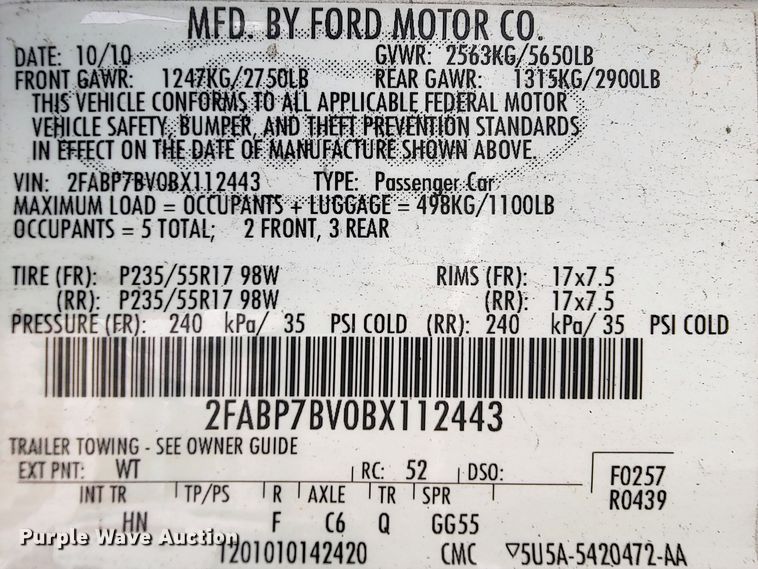 MFD. BY FORD MOTOR CO.
DATE: 10/10 GVWR: 2563KG/5650LB
FRONT GAWR: 1247KG/2750LB REAR GAWR: 1315KG/2900LB
THIS VEHICLE CONFORMS TO ALL APPLICABLE FEDERAL MOTOR
VEHICLE SAFETY, BUMPER, AND THEFT PREVENTION STANDARDS
IN EFFECT ON THE DATE OF MANUFACTURE SHOWN ABOVE.
VIN: 2FABP7BV0BX112443 TYPE: Passenger Car
MAXIMUM LOAD = OCCUPANTS + LUGGAGE = 498KG/1100LB
OCCUPANTS = 5 TOTAL; 2 FRONT, 3 REAR
TIRE (FR): P235/55R17 98W RIMS (FR): 17x7.5
(RR): P235/55R17 98W (RR): 17x7.5
PRESSURE (FR): 240 kPa/ 35 PSI COLD (RR): 240 kPa/ 35 PSI COLD
2FABP7BV0BX112443
TRAILER TOWING - SEE OWNER GUIDE
EXT PNT: WT RC: 52 DSO: F0257
INT TR TP/PS R AXLE TR SPR R0439
HN F C6 Q GG55
Purple Wave Auction
1201010142420 CMC ▽5U5A-5420472-AA